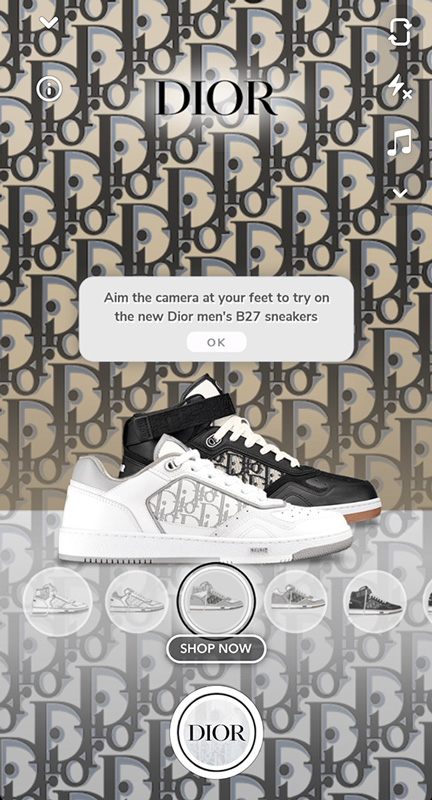 DIOR
Aim the camera at your feet to try on
the new Dior men's B27 sneakers
OK
SHOP NOW
DIOR